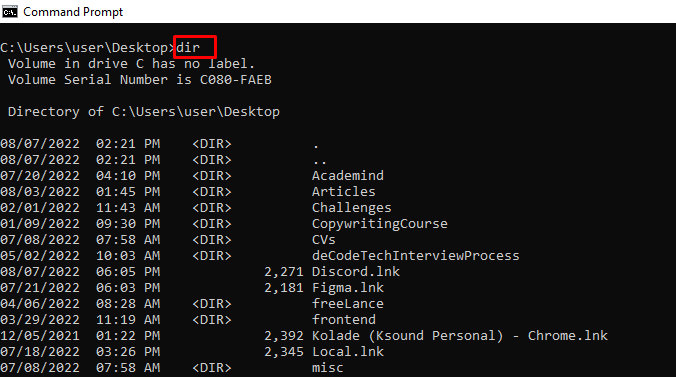 Command Prompt
C:\Users\user\Desktop>dir
 Volume in drive C has no label.
 Volume Serial Number is C080-FAEB
 Directory of C:\Users\user\Desktop
08/07/2022  02:21 PM    <DIR>          .
08/07/2022  02:21 PM    <DIR>          ..
07/20/2022  04:10 PM    <DIR>          Academind
08/03/2022  01:45 PM    <DIR>          Articles
02/01/2022  11:43 AM    <DIR>          Challenges
01/09/2022  09:30 PM    <DIR>          CopywritingCourse
07/08/2022  07:58 AM    <DIR>          CVs
05/02/2022  10:03 AM    <DIR>          deCodeTechInterviewProcess
08/07/2022  06:05 PM             2,271 Discord.lnk
07/21/2022  06:03 PM             2,181 Figma.lnk
04/06/2022  08:28 AM    <DIR>          freeLance
03/29/2022  11:19 AM    <DIR>          frontend
12/05/2021  01:22 PM             2,392 Kolade (Ksound Personal) - Chrome.lnk
07/18/2022  03:26 PM             2,345 Local.lnk
07/08/2022  07:58 AM    <DIR>          misc